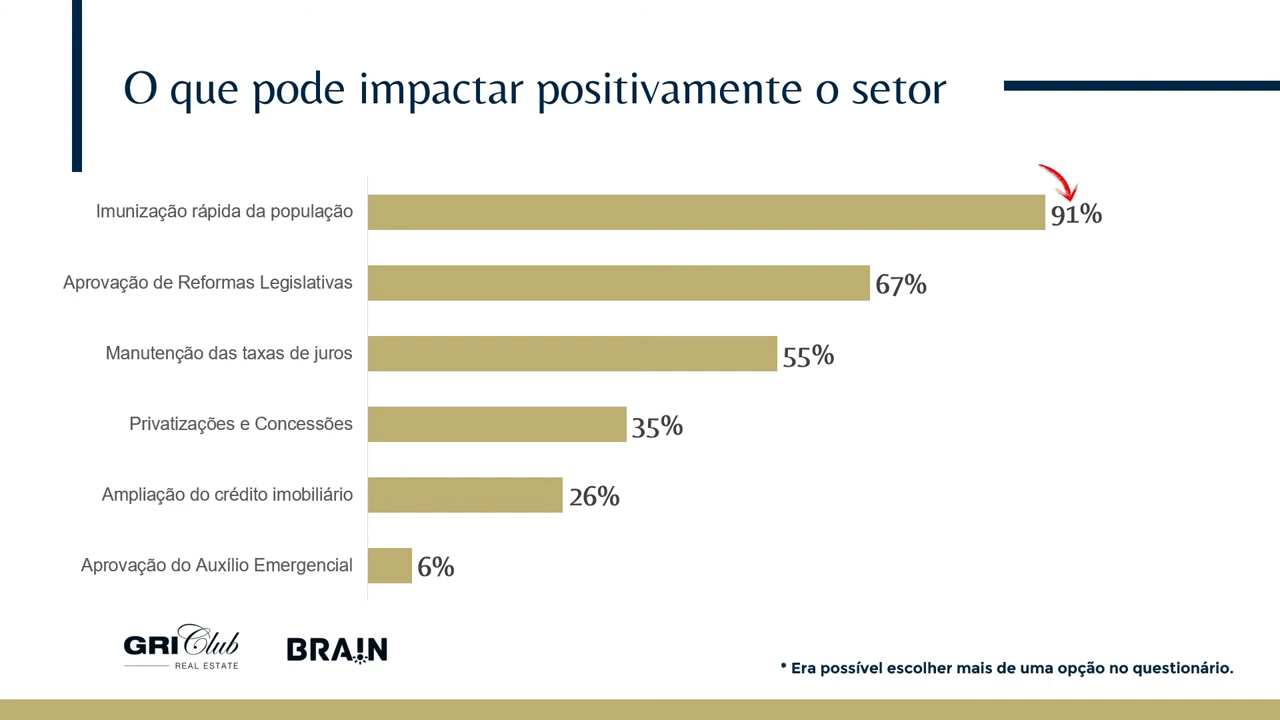 O que pode impactar positivamente o setor
Imunização rápida da população
91%
Aprovação de Reformas Legislativas
67%
Manutenção das taxas de juros
55%
Privatizações e Concessões
35%
Ampliação do crédito imobiliário
26%
Aprovação do Auxílio Emergencial
6%
GRI Club
REAL ESTATE
BRA!N
* Era possível escolher mais de uma opção no questionário.